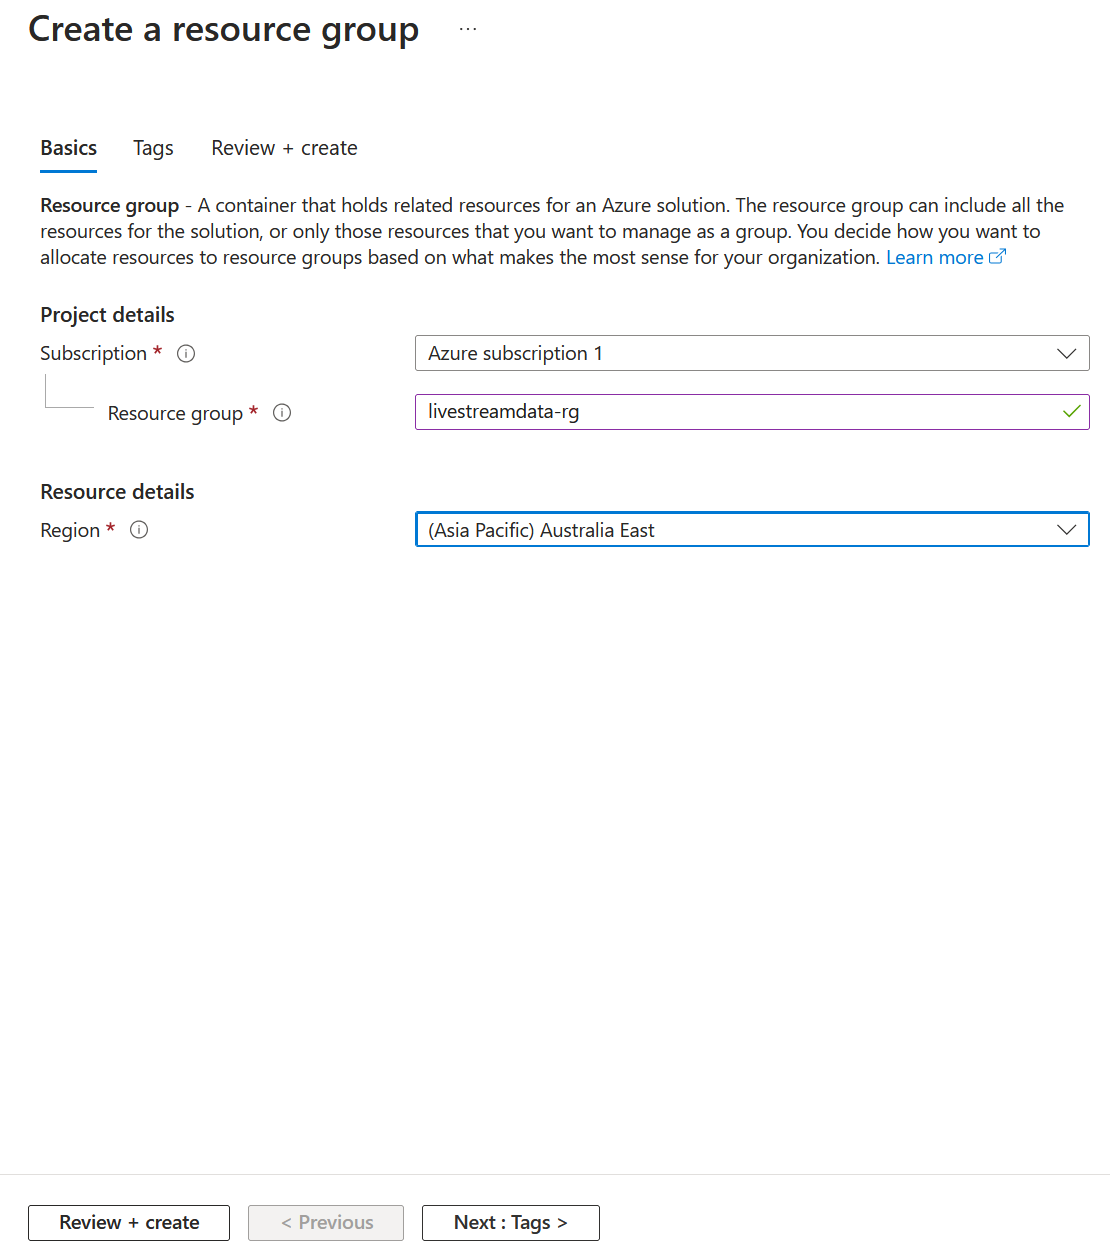 Create a resource group ...
Basics Tags Review + create
Resource group - A container that holds related resources for an Azure solution. The resource group can include all the
resources for the solution, or only those resources that you want to manage as a group. You decide how you want to
allocate resources to resource groups based on what makes the most sense for your organization. Learn more
Project details
Subscription * Azure subscription 1
Resource group * livestreamdata-rg
Resource details
Region * (Asia Pacific) Australia East
Review + create < Previous Next : Tags >